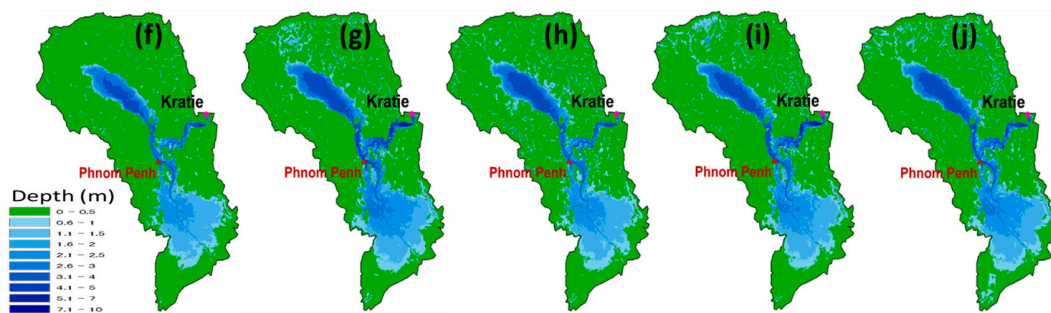 (f) (g) (h) (i) (j)
Kratie Kratie Kratie Kratie Kratie
Phnom Penh Phnom Penh Phnom Penh Phnom Penh Phnom Penh
Depth (m)
0 – 0.5
0.6 – 1
1.1 – 1.5
1.6 – 2
2.1 – 2.5
2.6 – 3
3.1 – 4
4.1 – 5
5.1 – 7
7.1 – 10